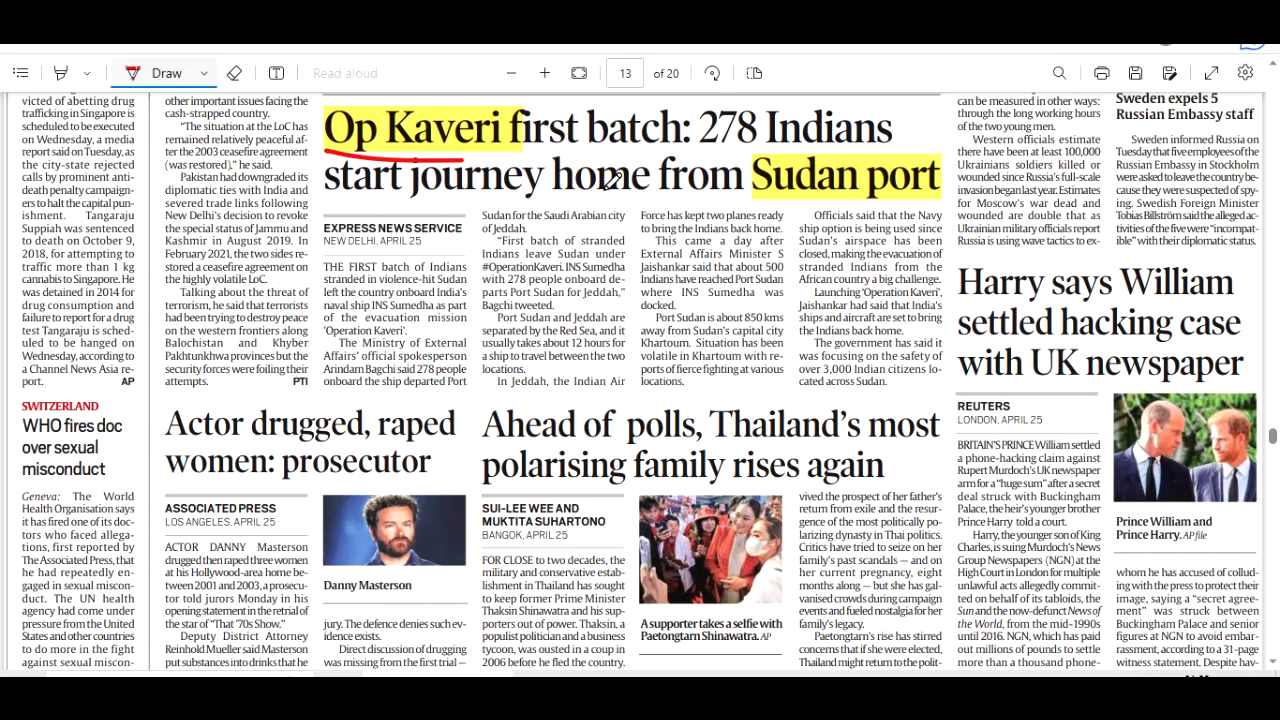 Draw
Read aloud
13
of 20
victed of abetting drug
trafficking in Singapore is
scheduled to be executed
on Wednesday, a media
report said on Tuesday, as
the city-state rejected
calls by prominent anti-
death penalty campaign-
ers to halt the capital pun-
ishment. Tangaraju
Suppiah was sentenced
to death on October 9,
2018, for attempting to
traffic more than 1 kg
cannabis to Singapore. He
was detained in 2014 for
drug consumption and
failure to report for a drug
test Tangaraju is sched-
uled to be hanged on
Wednesday, according to
a Channel News Asia re-
port. AP
SWITZERLAND
WHO fires doc
over sexual
misconduct
Geneva: The World
Health Organisation says
it has fired one of its doc-
tors who faced allega-
tions, first reported by
The Associated Press, that
he had repeatedly en-
gaged in sexual miscon-
duct. The UN health
agency had come under
pressure from the United
States and other countries
to do more in the fight
against sexual miscon-
other important issues facing the
cash-strapped country.
"The situation at the LoC has
remained relatively peaceful af-
ter the 2003 ceasefire agreement
(was restored)," he said.
Pakistan had downgraded its
diplomatic ties with India and
severed trade links following
New Delhi's decision to revoke
the special status of Jammu and
Kashmir in August 2019. In
February 2021, the two sides re-
stored a ceasefire agreement on
the highly volatile LoC.
Talking about the threat of
terrorism, he said that terrorists
had been trying to destroy peace
on the western frontiers along
Balochistan and Khyber
Pakhtunkhwa provinces but the
security forces were foiling their
attempts. PTI
Op Kaveri first batch: 278 Indians
start journey home from Sudan port
EXPRESS NEWS SERVICE
NEW DELHI, APRIL 25
THE FIRST batch of Indians
stranded in violence-hit Sudan
left the country onboard India's
naval ship INS Sumedha as part
of the evacuation mission
'Operation Kaveri'.
The Ministry of External
Affairs' official spokesperson
Arindam Bagchi said 278 people
onboard the ship departed Port
Sudan for the Saudi Arabian city
of Jeddah.
"First batch of stranded
Indians leave Sudan under
#OperationKaveri. INS Sumedha
with 278 people onboard de-
parts Port Sudan for Jeddah,"
Bagchi tweeted.
Port Sudan and Jeddah are
separated by the Red Sea, and it
usually takes about 12 hours for
a ship to travel between the two
locations.
In Jeddah, the Indian Air
Force has kept two planes ready
to bring the Indians back home.
This came a day after
External Affairs Minister S
Jaishankar said that about 500
Indians have reached Port Sudan
where INS Sumedha was
docked.
Port Sudan is about 850 kms
away from Sudan's capital city
Khartoum. Situation has been
volatile in Khartoum with re-
ports of fierce fighting at various
locations.
Officials said that the Navy
ship option is being used since
Sudan's airspace has been
closed, making the evacuation of
stranded Indians from the
African country a big challenge.
Launching 'Operation Kaveri',
Jaishankar had said that India's
ships and aircraft are set to bring
the Indians back home.
The government has said it
was focusing on the safety of
over 3,000 Indian citizens lo-
cated across Sudan.
Actor drugged, raped
women: prosecutor
ASSOCIATED PRESS
LOS ANGELES, APRIL 25
ACTOR DANNY Masterson
drugged then raped three women
at his Hollywood-area home be-
tween 2001 and 2003, a prosecu-
tor told jurors Monday in his
opening statement in the retrial of
the star of "That '70s Show."
Deputy District Attorney
Reinhold Mueller said Masterson
put substances into drinks that he
Danny Masterson
jury. The defence denies such ev-
idence exists.
Direct discussion of drugging
was missing from the first trial —
Ahead of polls, Thailand's most
polarising family rises again
SUI-LEE WEE AND
MUKTITA SUHARTONO
BANGOK, APRIL 25
FOR CLOSE to two decades, the
military and conservative estab-
lishment in Thailand has sought
to keep former Prime Minister
Thaksin Shinawatra and his sup-
porters out of power. Thaksin, a
populist politician and a business
tycoon, was ousted in a coup in
2006 before he fled the country.
A supporter takes a selfie with
Paetongtarn Shinawatra. AP
vived the prospect of her father's
return from exile and the resur-
gence of the most politically po-
larizing dynasty in Thai politics.
Critics have tried to seize on her
family's past scandals — and on
her current pregnancy, eight
months along — but she has gal-
vanised crowds during campaign
events and fueled nostalgia for her
family's legacy.
Paetongtarn's rise has stirred
concerns that if she were elected,
Thailand might return to the polit-
can be measured in other ways:
through the long working hours
of the two young men.
Western officials estimate
there have been at least 100,000
Ukrainian soldiers killed or
wounded since Russia's full-scale
invasion began last year. Estimates
for Moscow's war dead and
wounded are double that as
Ukrainian military officials report
Russia is using wave tactics to ex-
Sweden expels 5
Russian Embassy staff
Sweden informed Russia on
Tuesday that five employees of the
Russian Embassy in Stockholm
were asked to leave the country be-
cause they were suspected of spy-
ing. Swedish Foreign Minister
Tobias Billström said the alleged ac-
tivities of the five were "incompat-
ible" with their diplomatic status.
Harry says William
settled hacking case
with UK newspaper
REUTERS
LONDON, APRIL 25
BRITAIN'S PRINCE William settled
a phone-hacking claim against
Rupert Murdoch's UK newspaper
arm for a "huge sum" after a secret
deal struck with Buckingham
Palace, the heir's younger brother
Prince Harry told a court.
Harry, the younger son of King
Charles, is suing Murdoch's News
Group Newspapers (NGN) at the
High Court in London for multiple
unlawful acts allegedly commit-
ted on behalf of its tabloids, the
Sun and the now-defunct News of
the World, from the mid-1990s
until 2016. NGN, which has paid
out millions of pounds to settle
more than a thousand phone-
Prince William and
Prince Harry. AP file
whom he has accused of collud-
ing with the press to protect their
image, saying a "secret agree-
ment" was struck between
Buckingham Palace and senior
figures at NGN to avoid embar-
rassment, according to a 31-page
witness statement. Despite hav-